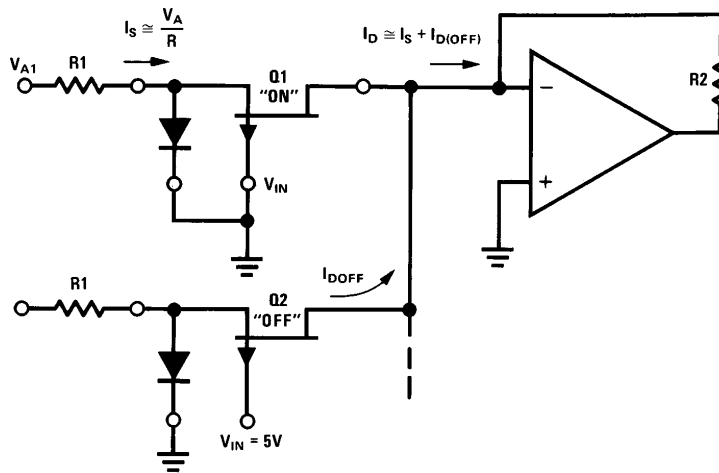 I_S ≅ V_A / R
I_D ≅ I_S + I_D(OFF)
V_A1
R1
Q1
"ON"
R2
−
+
V_IN
I_DOFF
R1
Q2
"OFF"
V_IN = 5V